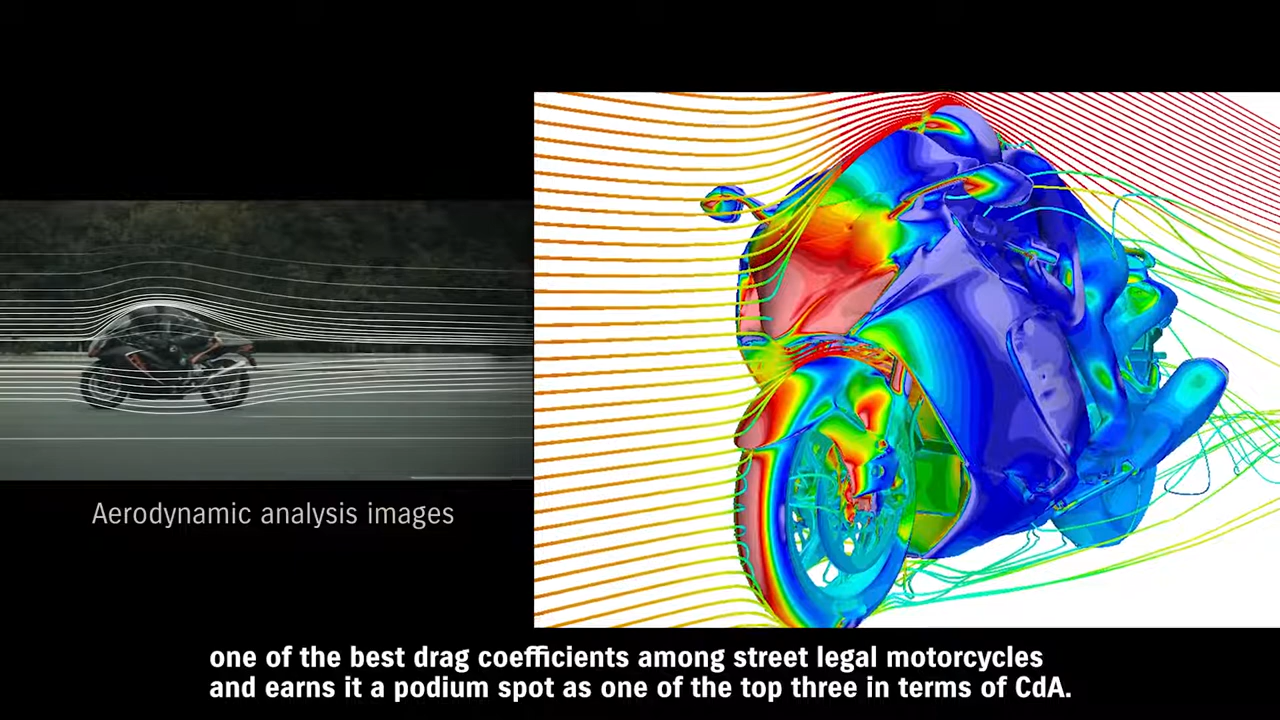 Aerodynamic analysis images
one of the best drag coefficients among street legal motorcycles
and earns it a podium spot as one of the top three in terms of CdA.